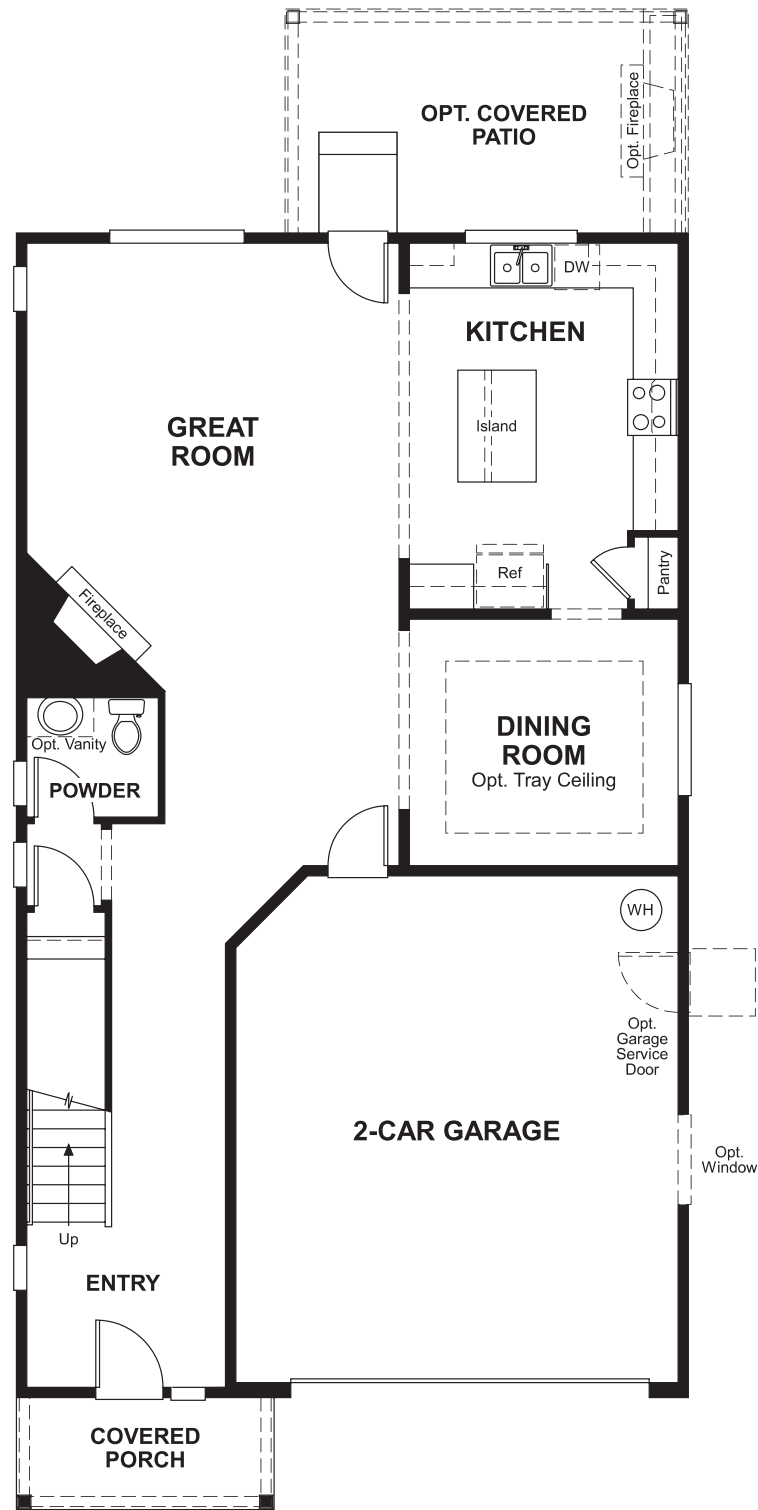 OPT. COVERED
PATIO
Opt. Fireplace
DW
KITCHEN
GREAT
ROOM
Island
Ref
Pantry
Fireplace
DINING
ROOM
Opt. Tray Ceiling
Opt. Vanity
POWDER
WH
Opt.
Garage
Service
Door
2-CAR GARAGE
Opt.
Window
Up
ENTRY
COVERED
PORCH